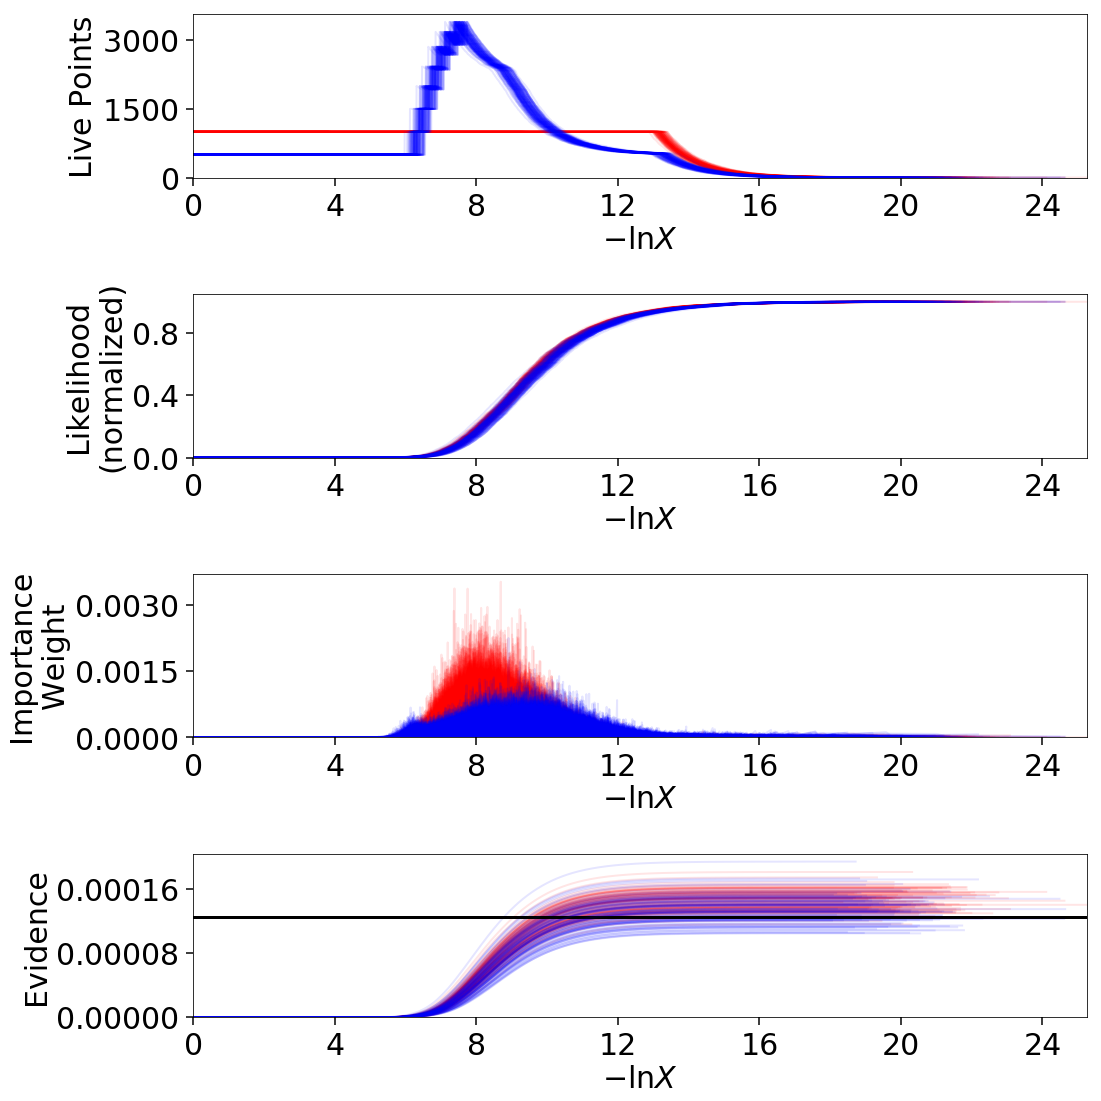 Live Points
3000
1500
0
0 4 8 12 16 20 24
−lnX
Likelihood
(normalized)
0.8
0.4
0.0
0 4 8 12 16 20 24
−lnX
Importance
Weight
0.0030
0.0015
0.0000
0 4 8 12 16 20 24
−lnX
Evidence
0.00016
0.00008
0.00000
0 4 8 12 16 20 24
−lnX